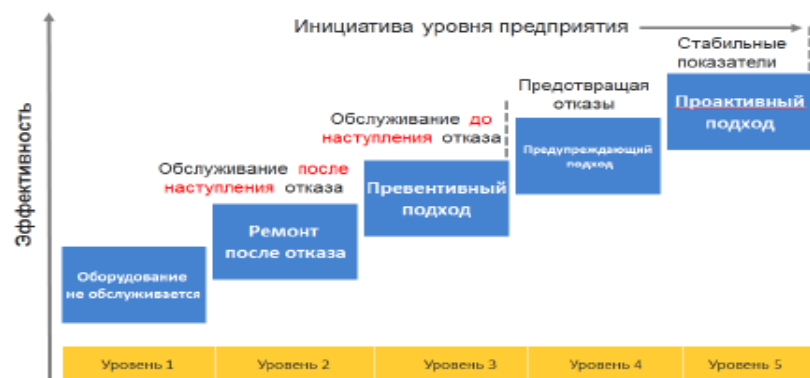 Инициатива уровня предприятия
Стабильные
показатели
Предотвращая
отказы
Проактивный
подход
Обслуживание до
наступления отказа
Предупреждающий
подход
Обслуживание после
наступления отказа
Превентивный
подход
Ремонт
после отказа
Оборудование
не обслуживается
Эффективность
Уровень 1
Уровень 2
Уровень 3
Уровень 4
Уровень 5